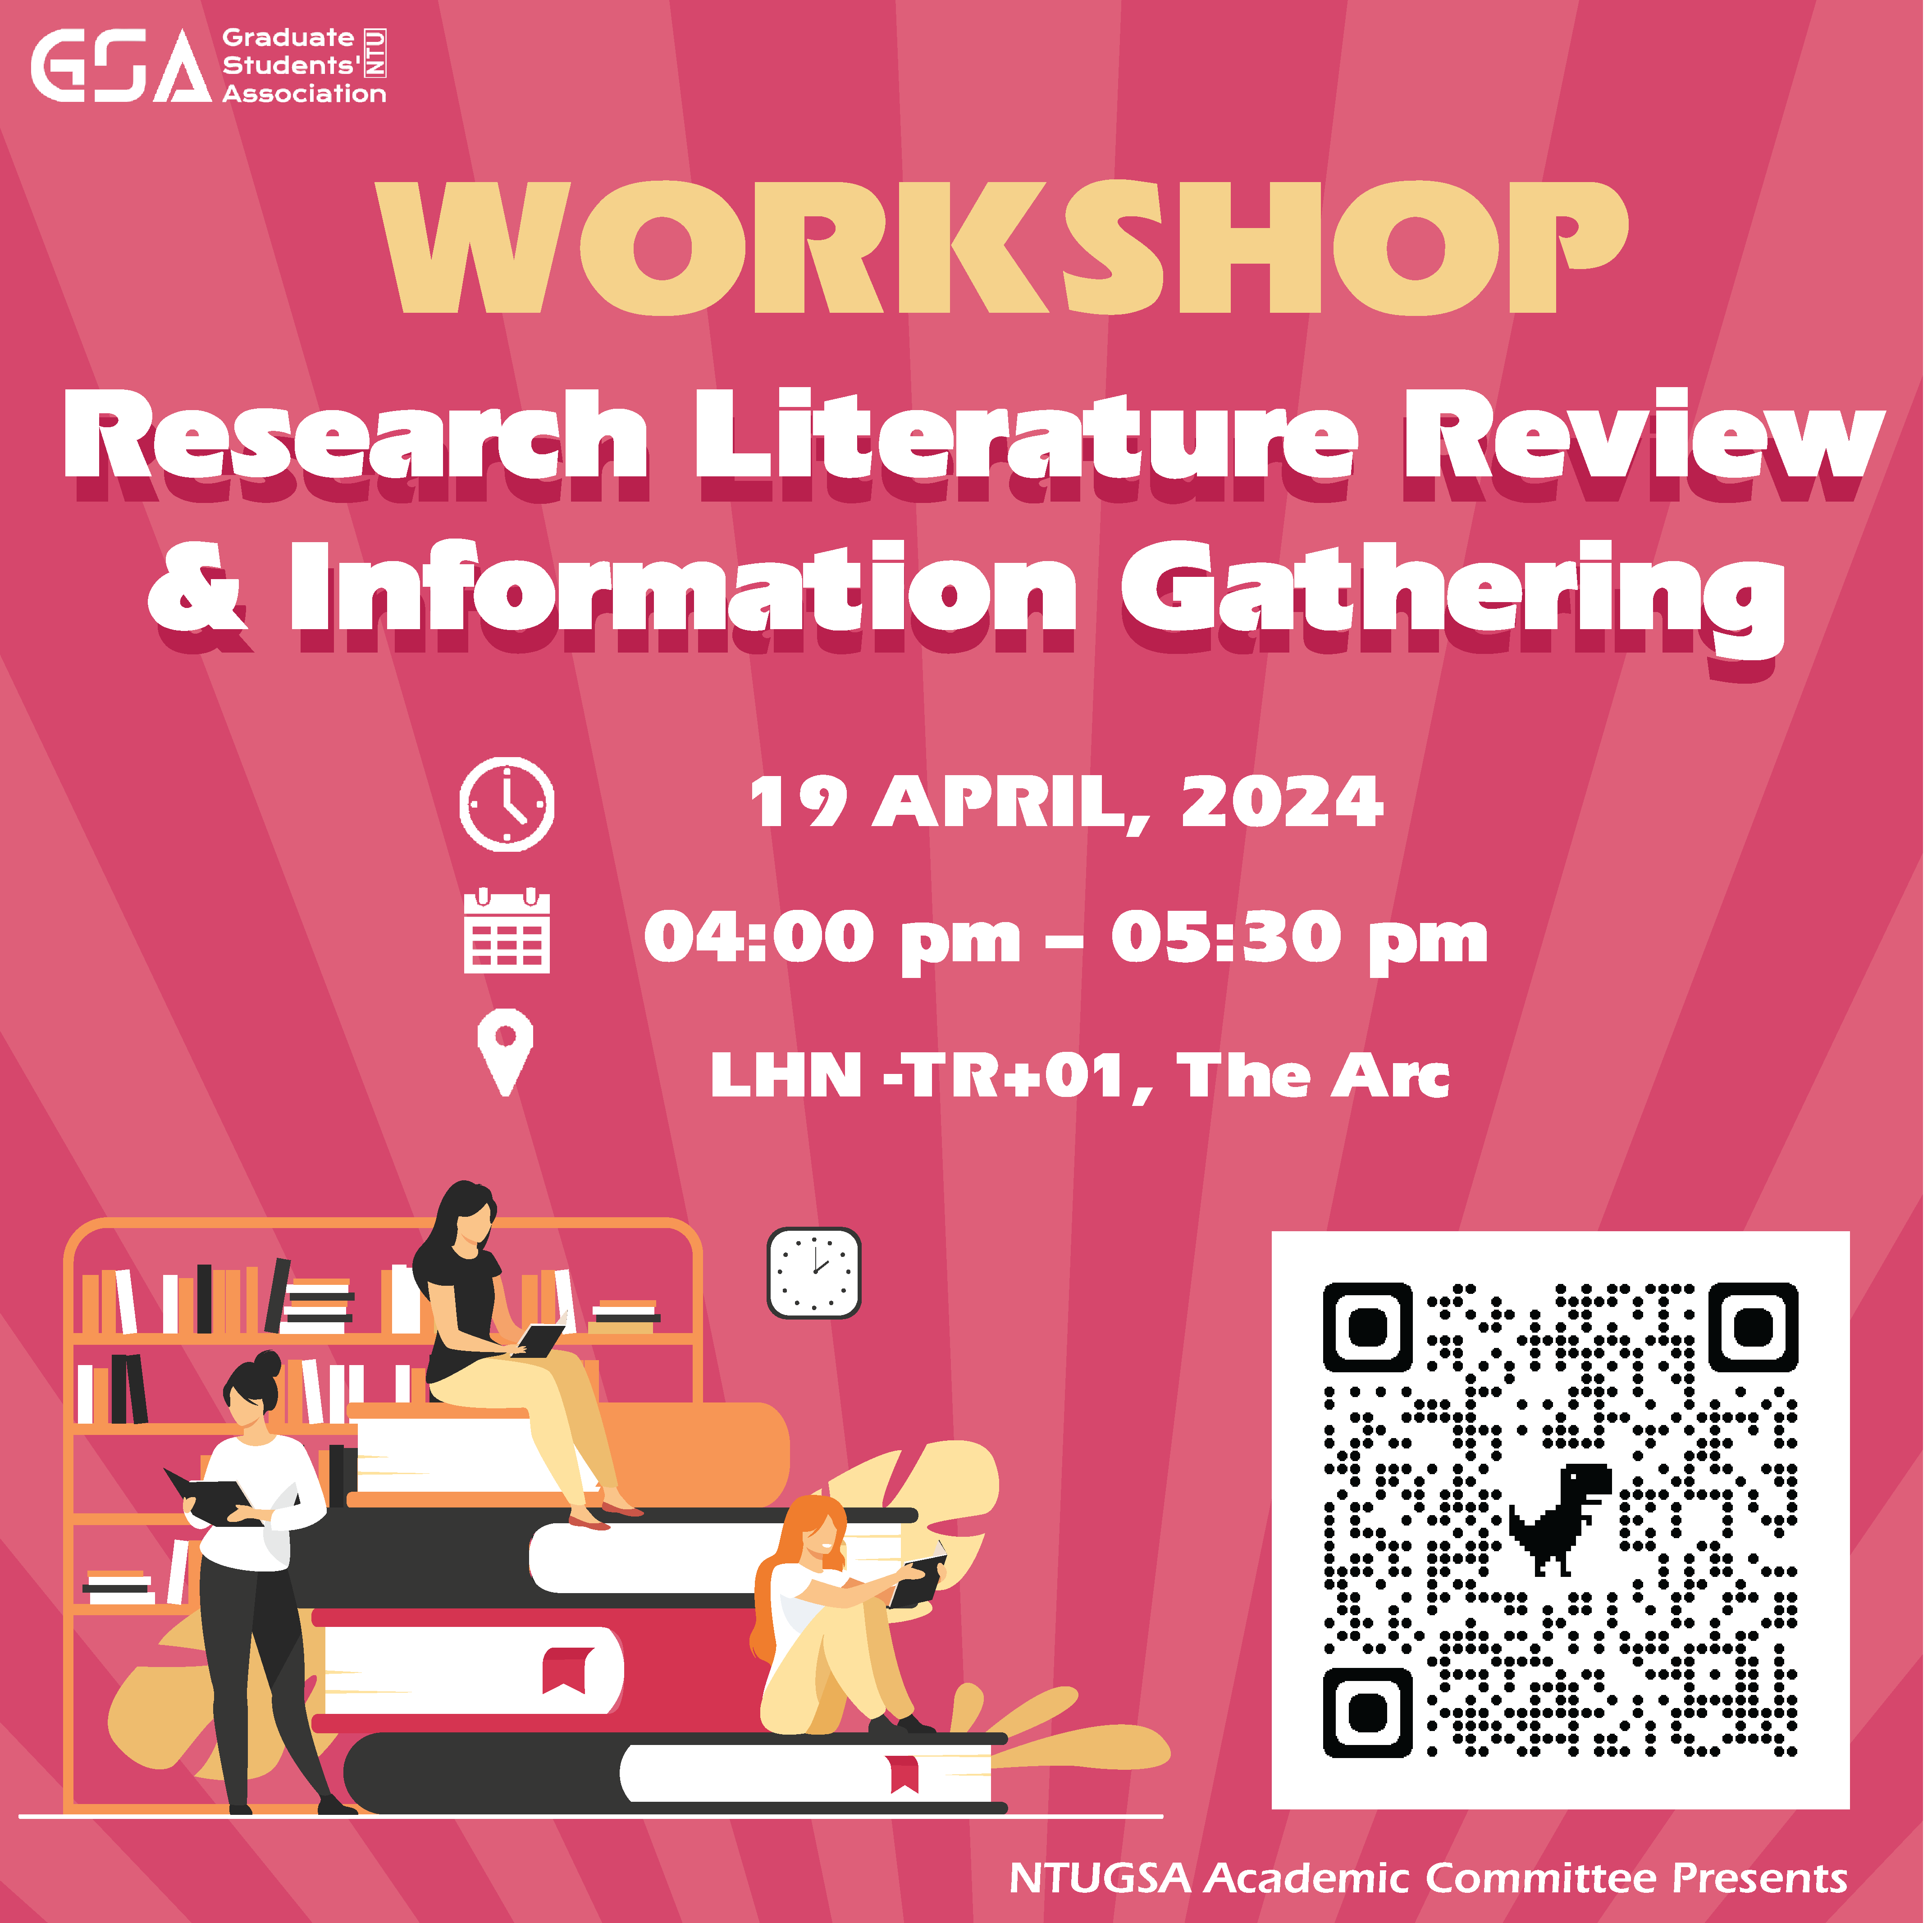 GSA
Graduate
Students'
Association
NTU
WORKSHOP
Research Literature Review
& Information Gathering
19 APRIL, 2024
04:00 pm – 05:30 pm
LHN -TR+01, The Arc
NTUGSA Academic Committee Presents